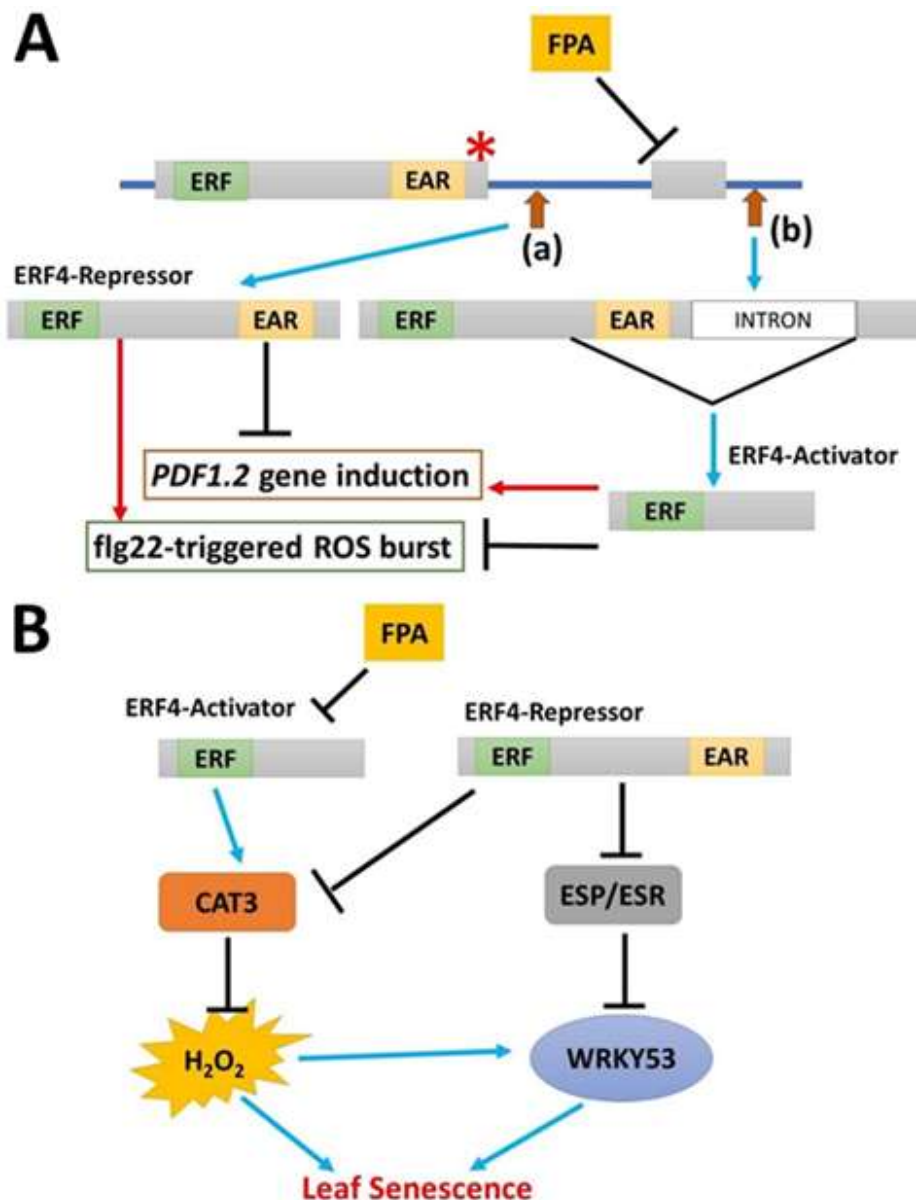 A
FPA
*
ERF EAR
(a) (b)
ERF4-Repressor
ERF EAR ERF EAR INTRON
ERF4-Activator
PDF1.2 gene induction
ERF
flg22-triggered ROS burst
B
FPA
ERF4-Activator ERF4-Repressor
ERF ERF EAR
CAT3 ESP/ESR
H₂O₂ WRKY53
Leaf Senescence